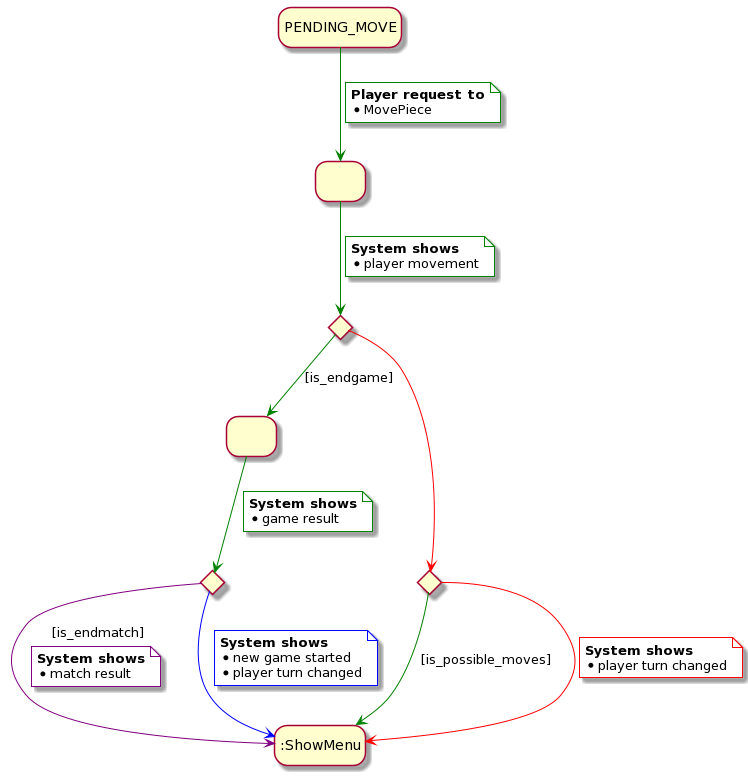 PENDING_MOVE
Player request to
• MovePiece
System shows
• player movement
[is_endgame]
System shows
• game result
[is_endmatch]
System shows
• match result
System shows
• new game started
• player turn changed
[is_possible_moves]
System shows
• player turn changed
:ShowMenu